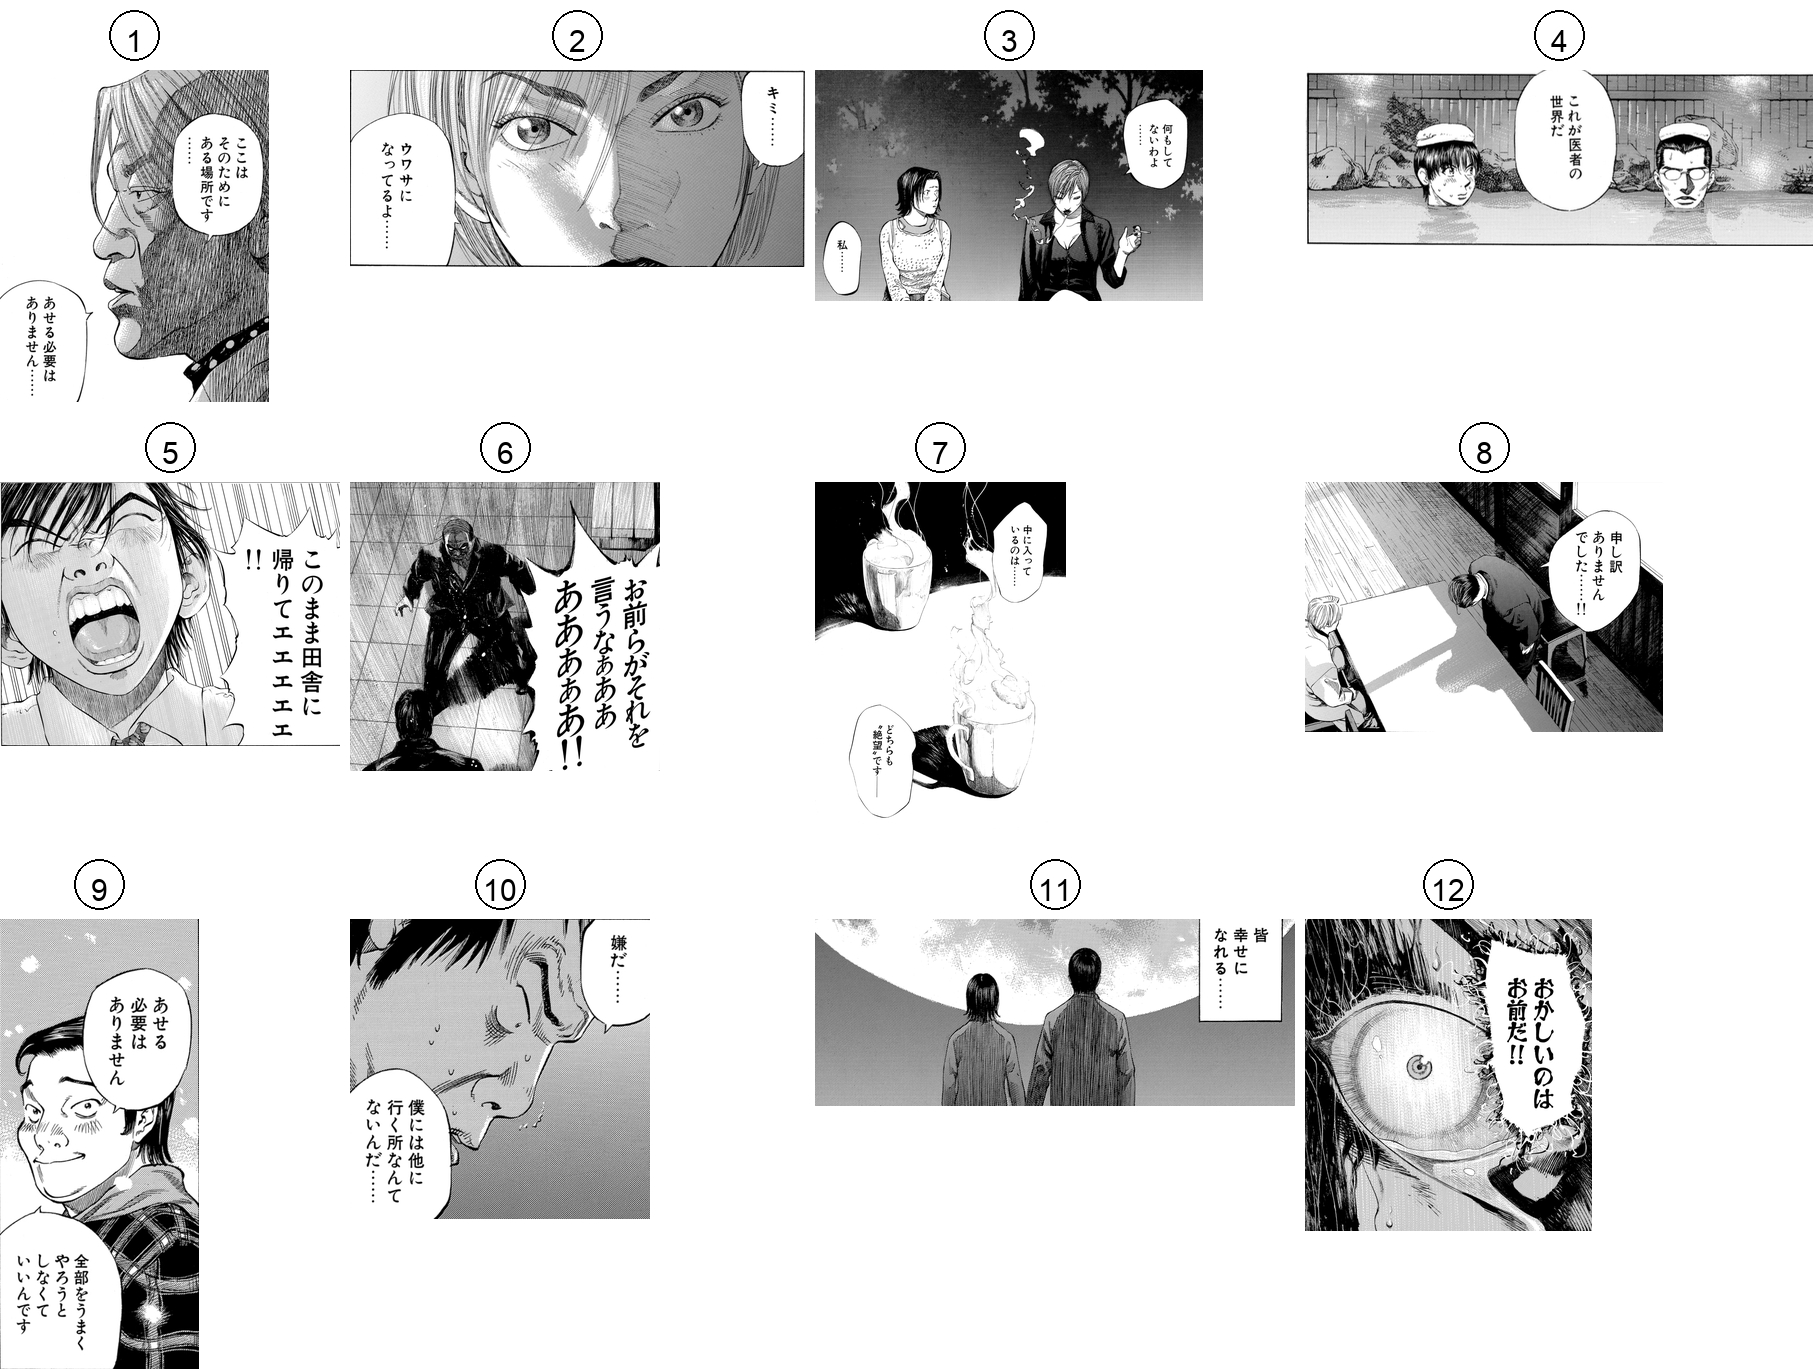 1
ここは
そのために
ある場所です
……
あせる必要は
ありません……
2
キミ……
ウワサに
なってるよ……
3
何もして
ないわよ
……
私……
4
これが医者の
世界だ
5
このまま田舎に
帰りてエエエエエ
!!
6
お前らがそれを
言うなぁぁぁ
あああぁぁあ!!
7
中に入って
いるのは……
どちらも
〝絶望〟です──
8
申し訳
ありません
でした……!!
9
あせる
必要は
ありません
全部をうまく
やろうと
しなくて
いいんです
10
嫌だ……
僕には他に
行く所なんて
ないんだ……
11
皆
幸せに
なれる……
12
おかしいのは
お前だ!!